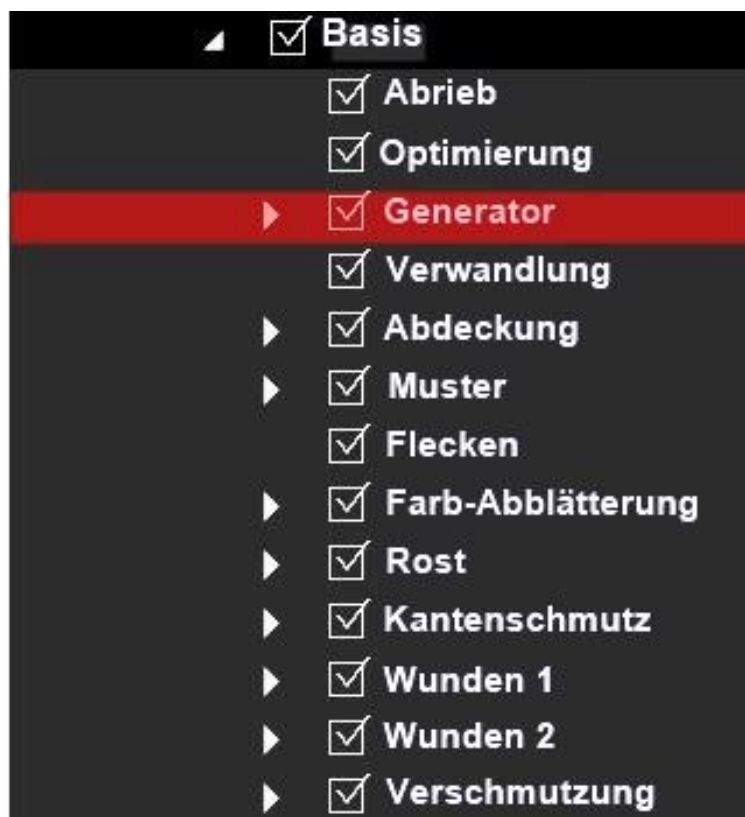 Basis
Abrieb
Optimierung
Generator
Verwandlung
Abdeckung
Muster
Flecken
Farb-Abblätterung
Rost
Kantenschmutz
Wunden 1
Wunden 2
Verschmutzung